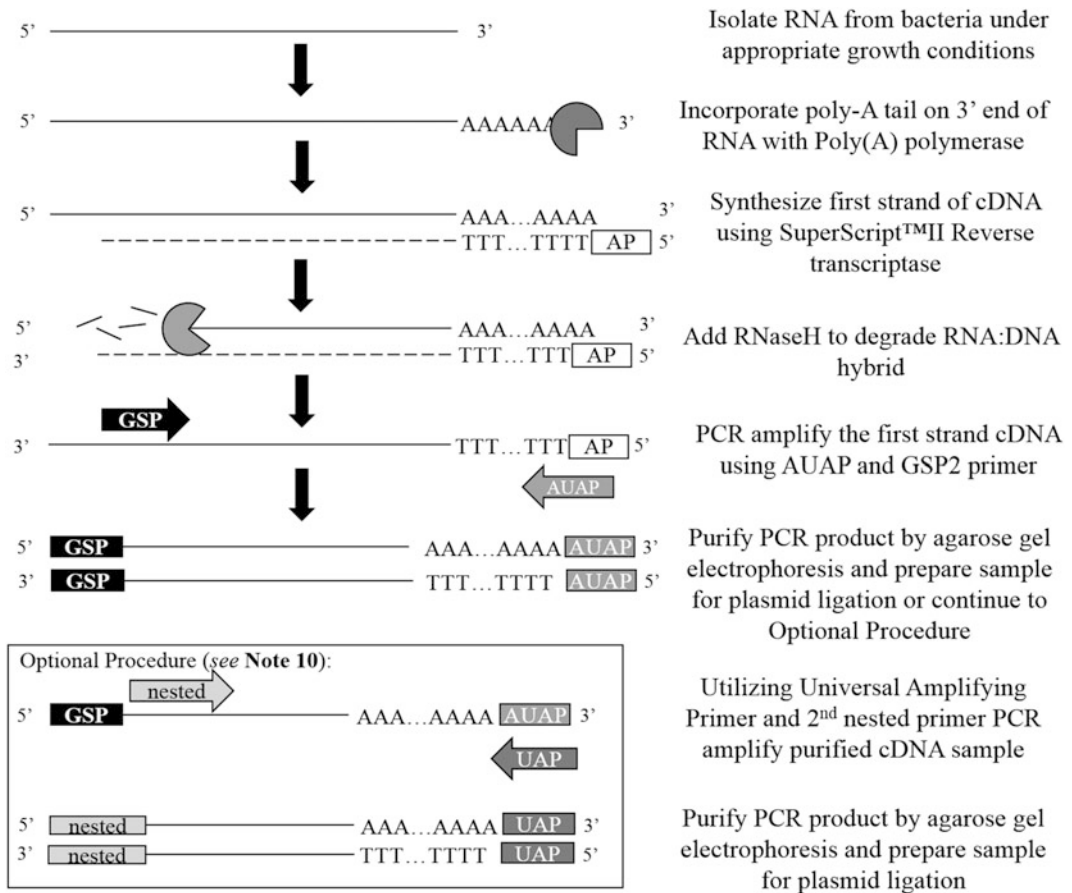 5’ 3’
Isolate RNA from bacteria under
appropriate growth conditions
5’ AAAAAA 3’
Incorporate poly-A tail on 3’ end of
RNA with Poly(A) polymerase
5’ AAA...AAAA 3’
TTT...TTTT AP 5’
Synthesize first strand of cDNA
using SuperScript™II Reverse
transcriptase
5’ AAA...AAAA 3’
3’ TTT...TTT AP 5’
Add RNaseH to degrade RNA:DNA
hybrid
GSP
3’ TTT...TTT AP 5’
AUAP
PCR amplify the first strand cDNA
using AUAP and GSP2 primer
5’ GSP AAA...AAAA AUAP 3’
3’ GSP TTT...TTTT AUAP 5’
Purify PCR product by agarose gel
electrophoresis and prepare sample
for plasmid ligation or continue to
Optional Procedure
Optional Procedure (see Note 10):
nested
5’ GSP AAA...AAAA AUAP 3’
UAP
Utilizing Universal Amplifying
Primer and 2nd nested primer PCR
amplify purified cDNA sample
5’ nested AAA...AAAA UAP 3’
3’ nested TTT...TTTT UAP 5’
Purify PCR product by agarose gel
electrophoresis and prepare sample
for plasmid ligation